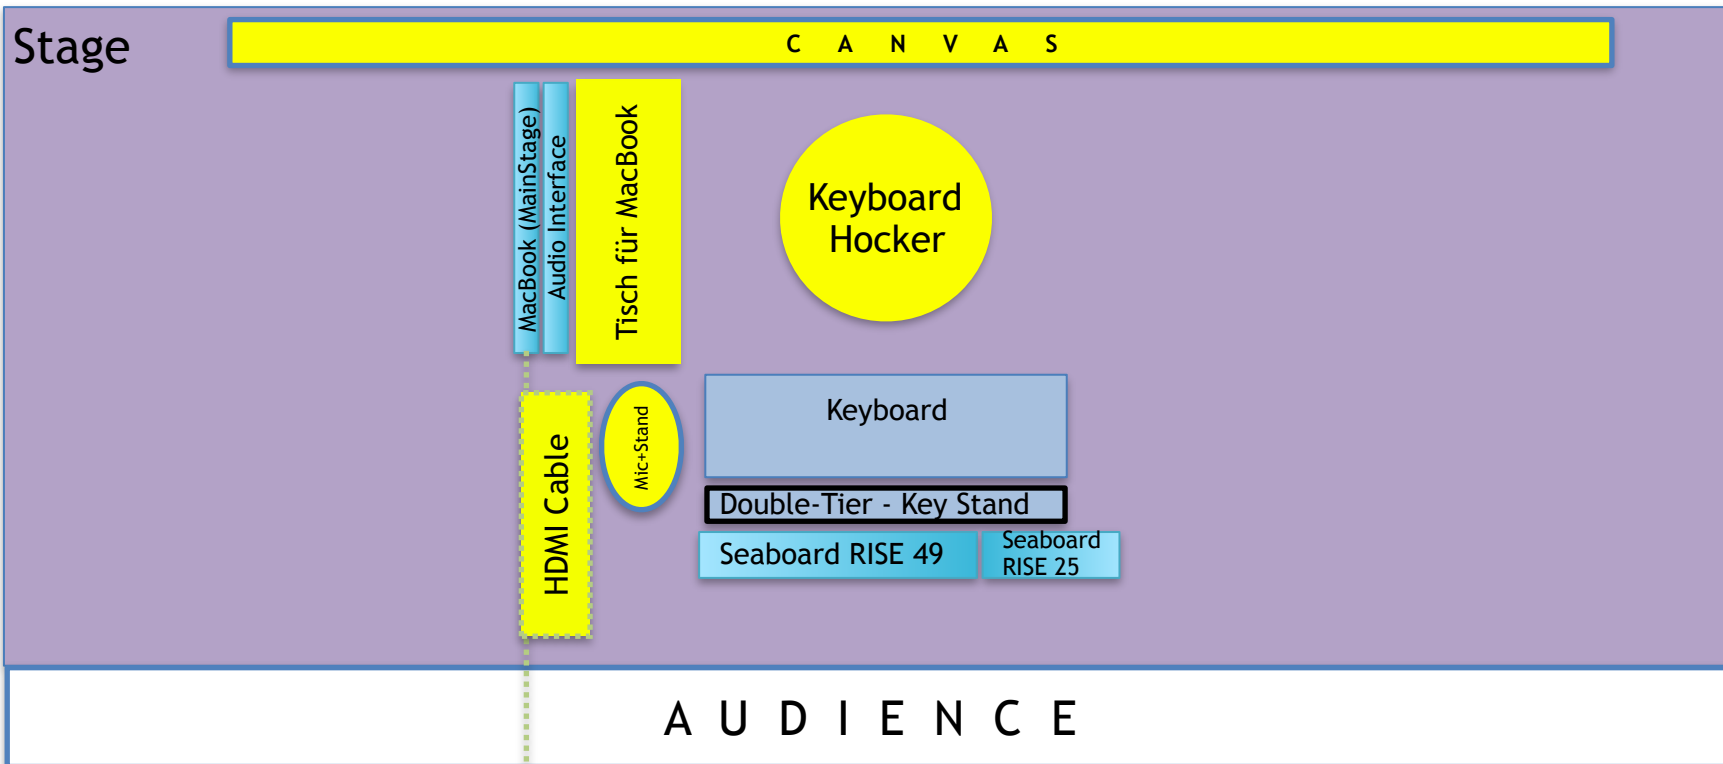 Stage
C A N V A S
MacBook (MainStage)
Audio Interface
Tisch für MacBook
Keyboard
Hocker
HDMI Cable
Mic+Stand
Keyboard
Double-Tier - Key Stand
Seaboard RISE 49
Seaboard
RISE 25
A U D I E N C E